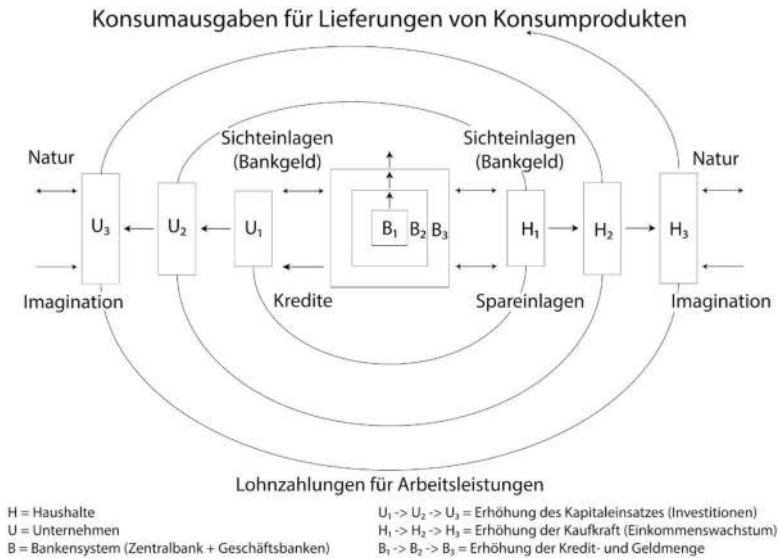 Konsumausgaben für Lieferungen von Konsumprodukten
Sichteinlagen
(Bankgeld)
Sichteinlagen
(Bankgeld)
Natur
Natur
U₃
U₂
U₁
B₁
B₂
B₃
H₁
H₂
H₃
Imagination
Kredite
Spareinlagen
Imagination
Lohnzahlungen für Arbeitsleistungen
H = Haushalte
U = Unternehmen
B = Bankensystem (Zentralbank + Geschäftsbanken)
U₁ -> U₂ -> U₃ = Erhöhung des Kapitaleinsatzes (Investitionen)
H₁ -> H₂ -> H₃ = Erhöhung der Kaufkraft (Einkommenswachstum)
B₁ -> B₂ -> B₃ = Erhöhung der Kredit- und Geldmenge